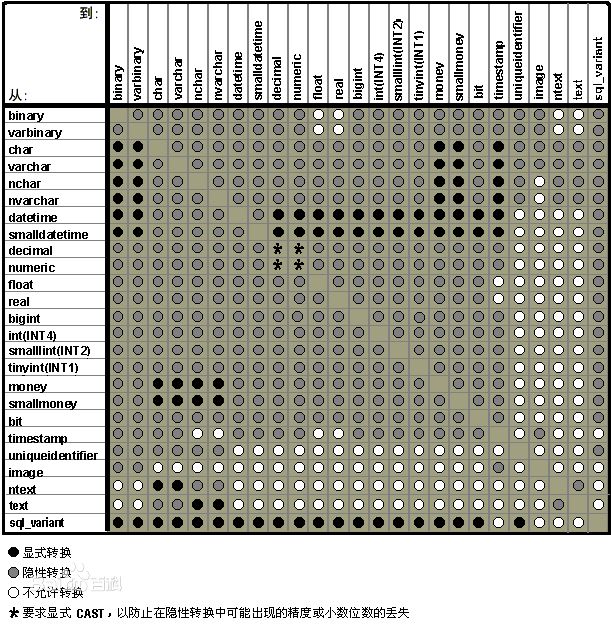 到:
从:
binary
varbinary
char
varchar
nchar
nvarchar
datetime
smalldatetime
decimal
numeric
float
real
bigint
int(INT4)
smalllint(INT2)
tinyint(INT1)
money
smallmoney
bit
timestamp
uniqueidentifier
image
ntext
text
sql_variant
binary
varbinary
char
varchar
nchar
nvarchar
datetime
smalldatetime
decimal
numeric
float
real
bigint
int(INT4)
smalllint(INT2)
tinyint(INT1)
money
smallmoney
bit
timestamp
uniqueidentifier
image
ntext
text
sql_variant
显式转换
隐性转换
不允许转换
* 要求显式 CAST，以防止在隐性转换中可能出现的精度或小数位数的丢失
百科